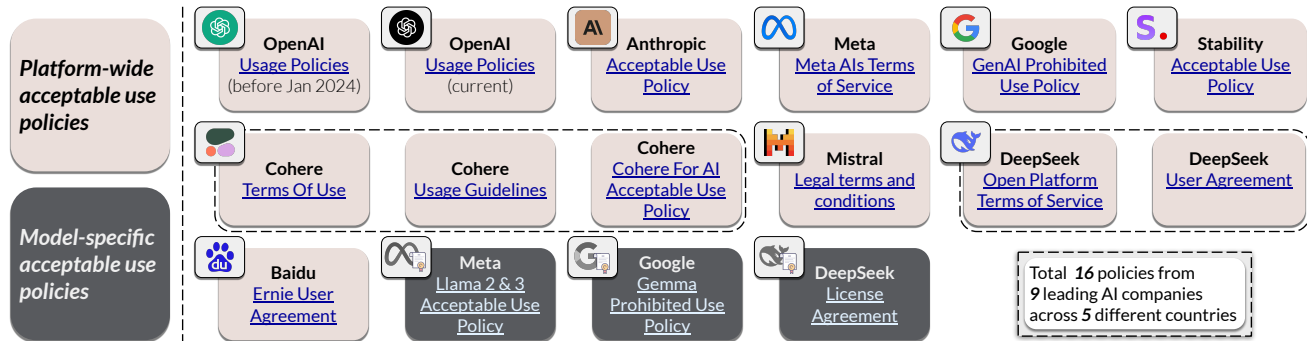 Platform-wide
acceptable use
policies
Model-specific
acceptable use
policies
OpenAI
Usage Policies
(before Jan 2024)
OpenAI
Usage Policies
(current)
Anthropic
Acceptable Use
Policy
Meta
Meta AIs Terms
of Service
Google
GenAI Prohibited
Use Policy
S.
Stability
Acceptable Use
Policy
Cohere
Terms Of Use
Cohere
Usage Guidelines
Cohere
Cohere For AI
Acceptable Use
Policy
Mistral
Legal terms and
conditions
DeepSeek
Open Platform
Terms of Service
DeepSeek
User Agreement
du
Baidu
Ernie User
Agreement
Meta
Llama 2 & 3
Acceptable Use
Policy
Google
Gemma
Prohibited Use
Policy
DeepSeek
License
Agreement
Total 16 policies from
9 leading AI companies
across 5 different countries